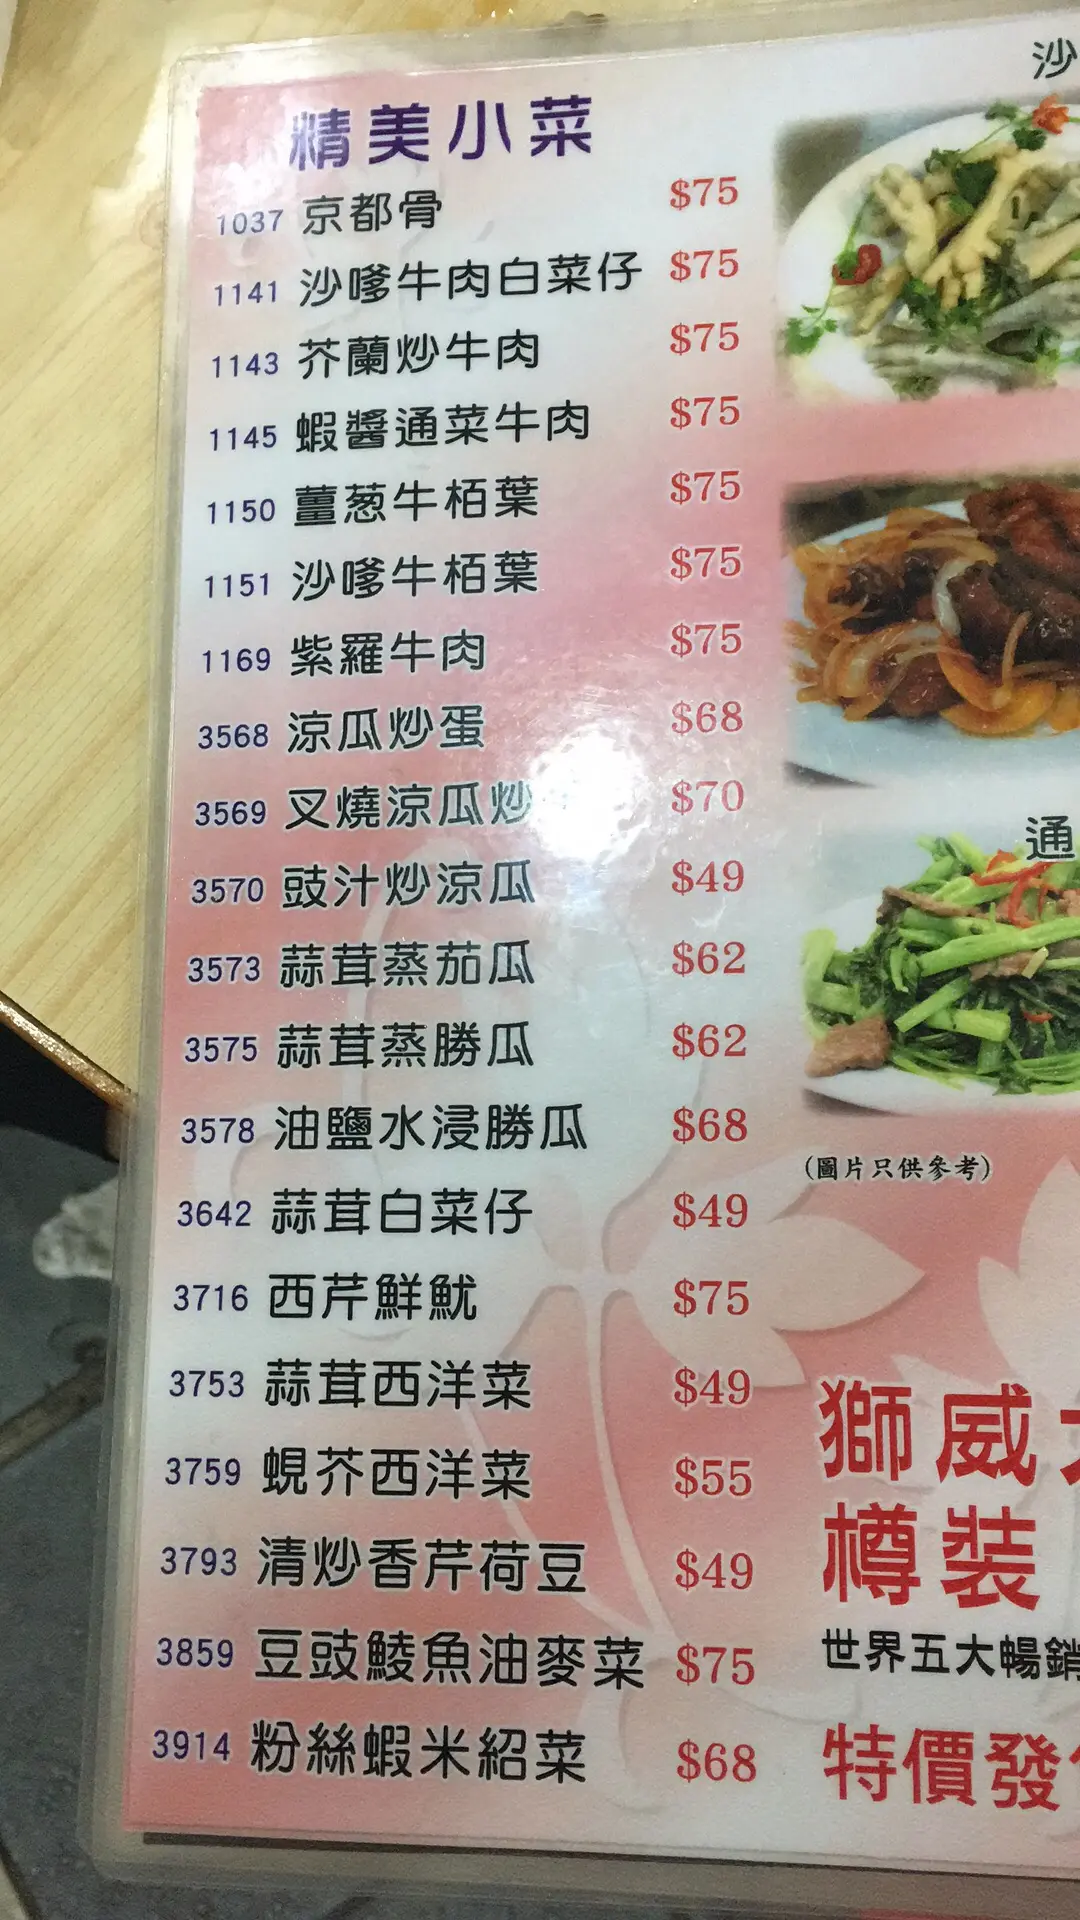 精美小菜
1037 京都骨 $75
1141 沙嗲牛肉白菜仔 $75
1143 芥蘭炒牛肉 $75
1145 蝦醬通菜牛肉 $75
1150 薑葱牛栢葉 $75
1151 沙嗲牛栢葉 $75
1169 紫羅牛肉 $75
3568 涼瓜炒蛋 $68
3569 叉燒涼瓜炒 $70
3570 豉汁炒涼瓜 $49
3573 蒜茸蒸茄瓜 $62
3575 蒜茸蒸勝瓜 $62
3578 油鹽水浸勝瓜 $68
3642 蒜茸白菜仔 $49
3716 西芹鮮魷 $75
3753 蒜茸西洋菜 $49
3759 蜆芥西洋菜 $55
3793 清炒香芹荷豆 $49
3859 豆豉鯪魚油麥菜 $75
3914 粉絲蝦米紹菜 $68
沙
通
(圖片只供參考)
獅威
樽裝
世界五大暢銷
特價發